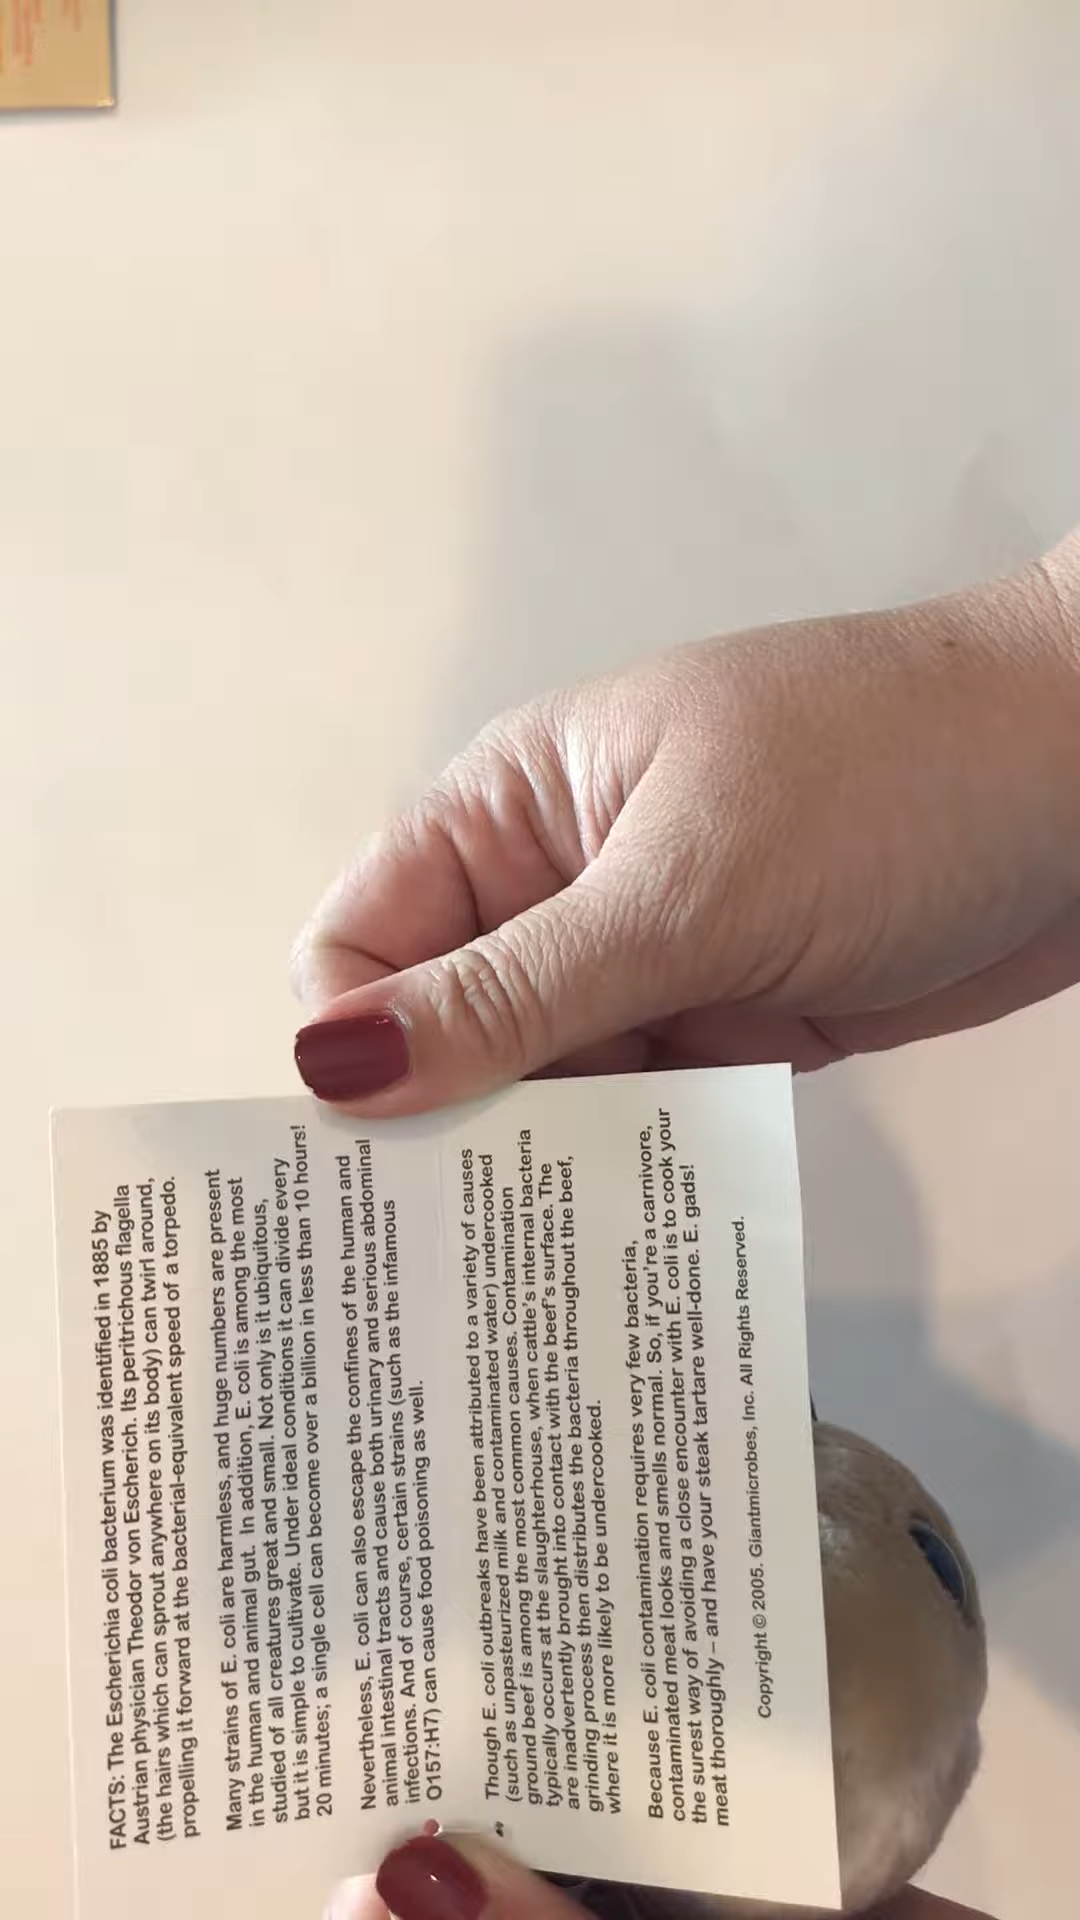 FACTS: The Escherichia coli bacterium was identified in 1885 by
Austrian physician Theodor von Escherich. Its peritrichous flagella
(the hairs which can sprout anywhere on its body) can twirl around,
propelling it forward at the bacterial-equivalent speed of a torpedo.
Many strains of E. coli are harmless, and huge numbers are present
in the human and animal gut. In addition, E. coli is among the most
studied of all creatures great and small. Not only is it ubiquitous,
but it is simple to cultivate. Under ideal conditions it can divide every
20 minutes; a single cell can become over a billion in less than 10 hours!
Nevertheless, E. coli can also escape the confines of the human and
animal intestinal tracts and cause both urinary and serious abdominal
infections. And of course, certain strains (such as the infamous
O157:H7) can cause food poisoning as well.
Though E. coli outbreaks have been attributed to a variety of causes
(such as unpasteurized milk and contaminated water) undercooked
ground beef is among the most common causes. Contamination
typically occurs at the slaughterhouse, when cattle's internal bacteria
are inadvertently brought into contact with the beef's surface. The
grinding process then distributes the bacteria throughout the beef,
where it is more likely to be undercooked.
Because E. coli contamination requires very few bacteria,
contaminated meat looks and smells normal. So, if you're a carnivore,
the surest way of avoiding a close encounter with E. coli is to cook your
meat thoroughly – and have your steak tartare well-done. E. gads!
Copyright © 2005. Giantmicrobes, Inc. All Rights Reserved.